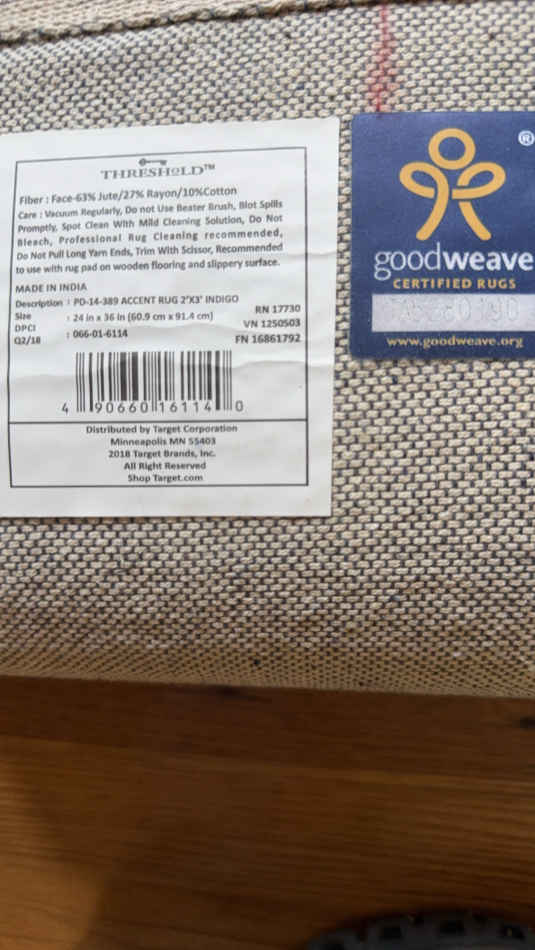 THRESHOLD™
Fiber : Face-63% Jute/27% Rayon/10%Cotton
Care : Vacuum Regularly, Do not Use Beater Brush, Blot Spills
Promptly, Spot Clean With Mild Cleaning Solution, Do Not
Bleach, Professional Rug Cleaning recommended,
Do Not Pull Long Yarn Ends, Trim With Scissor, Recommended
to use with rug pad on wooden flooring and slippery surface.
MADE IN INDIA
Description : PD-14-389 ACCENT RUG 2'X3' INDIGO
Size : 24 in x 36 in (60.9 cm x 91.4 cm) RN 17730
DPCI : 066-01-6114 VN 1250503
Q2/18 FN 16861792
4 90660 16114 0
Distributed by Target Corporation
Minneapolis MN 55403
2018 Target Brands, Inc.
All Right Reserved
Shop Target.com
®
goodweave
CERTIFIED RUGS
www.goodweave.org